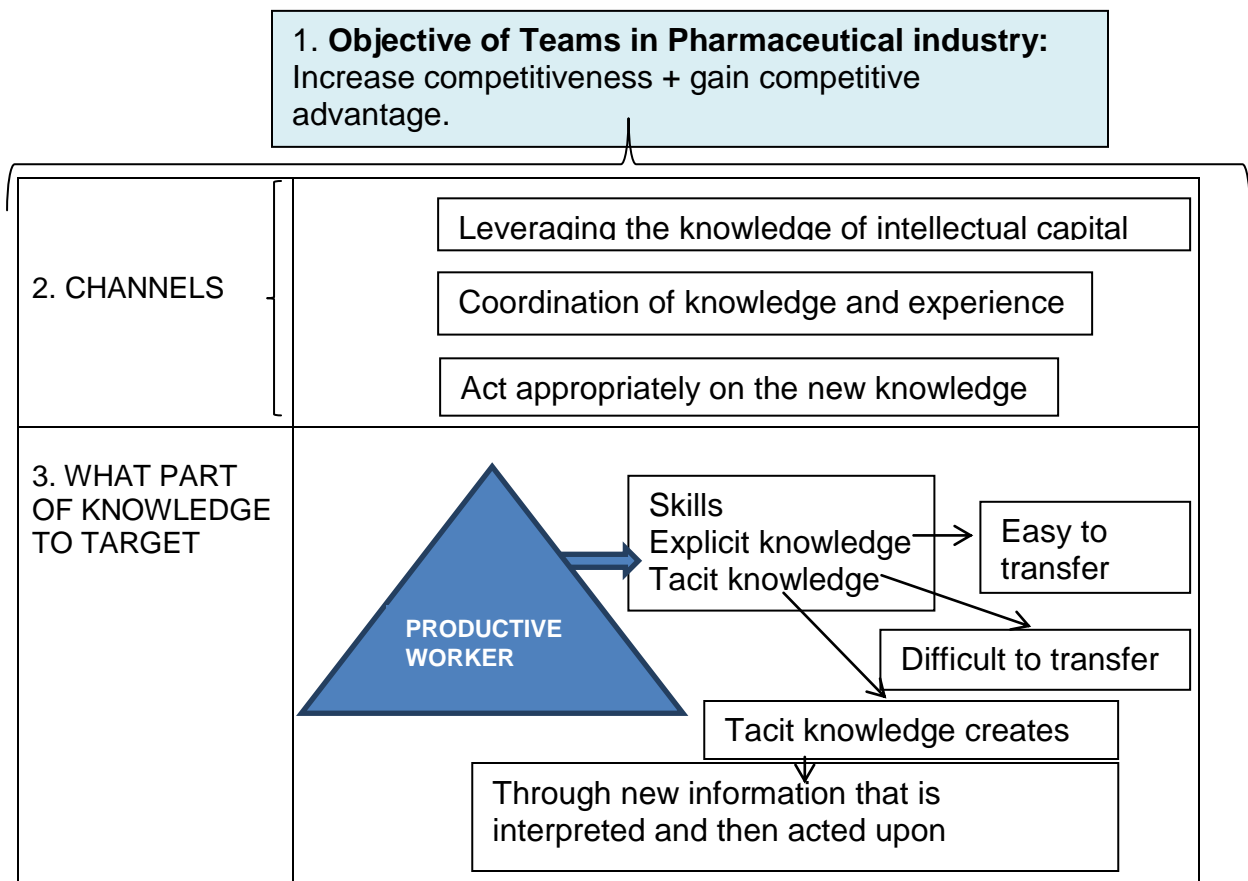 1. Objective of Teams in Pharmaceutical industry:
Increase competitiveness + gain competitive
advantage.
2. CHANNELS
Leveraging the knowledge of intellectual capital
Coordination of knowledge and experience
Act appropriately on the new knowledge
3. WHAT PART
OF KNOWLEDGE
TO TARGET
PRODUCTIVE
WORKER
Skills
Explicit knowledge
Tacit knowledge
Easy to
transfer
Difficult to transfer
Tacit knowledge creates
Through new information that is
interpreted and then acted upon